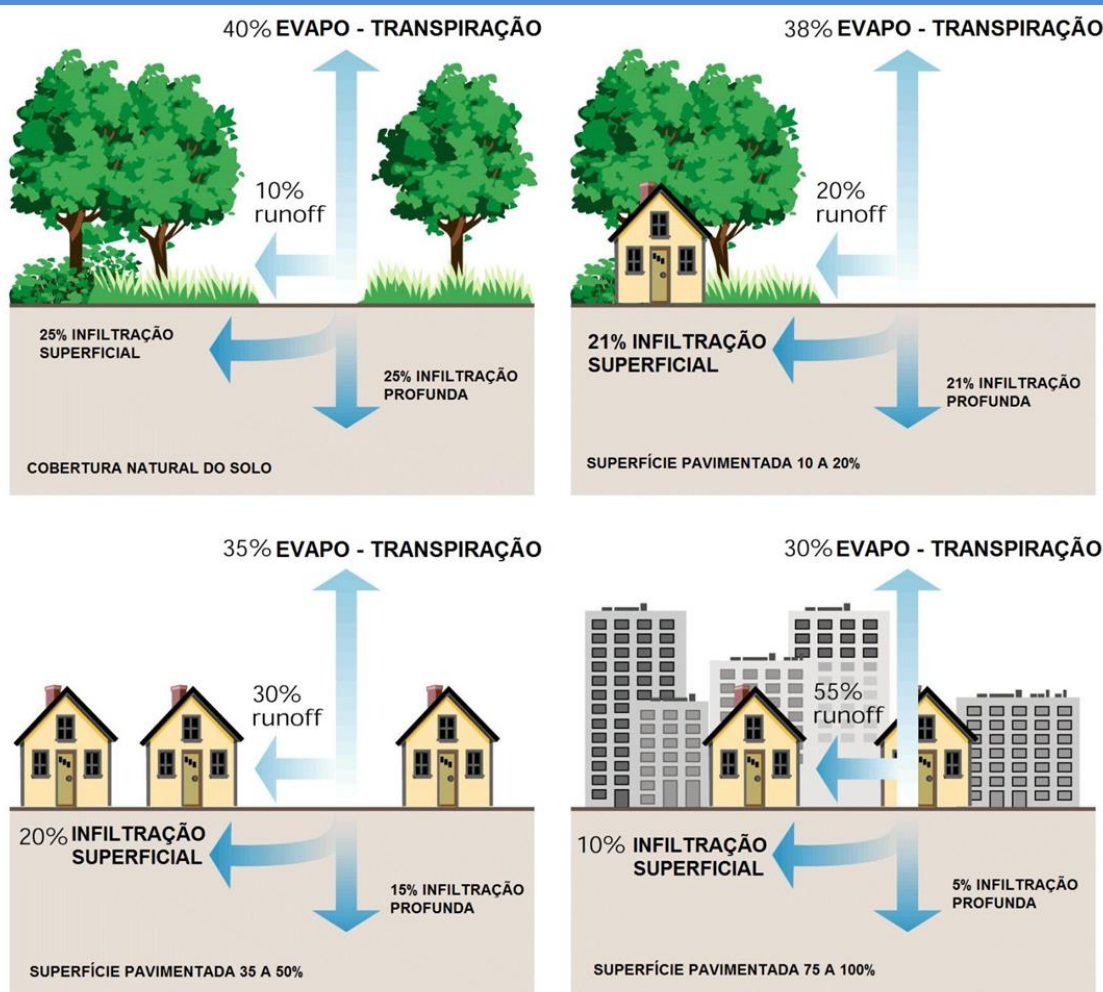 40% EVAPO - TRANSPIRAÇÃO
10%
runoff
25% INFILTRAÇÃO
SUPERFICIAL
25% INFILTRAÇÃO
PROFUNDA
COBERTURA NATURAL DO SOLO
38% EVAPO - TRANSPIRAÇÃO
20%
runoff
21% INFILTRAÇÃO
SUPERFICIAL
21% INFILTRAÇÃO
PROFUNDA
SUPERFÍCIE PAVIMENTADA 10 A 20%
35% EVAPO - TRANSPIRAÇÃO
30%
runoff
20% INFILTRAÇÃO
SUPERFICIAL
15% INFILTRAÇÃO
PROFUNDA
SUPERFÍCIE PAVIMENTADA 35 A 50%
30% EVAPO - TRANSPIRAÇÃO
55%
runoff
10% INFILTRAÇÃO
SUPERFICIAL
5% INFILTRAÇÃO
PROFUNDA
SUPERFÍCIE PAVIMENTADA 75 A 100%